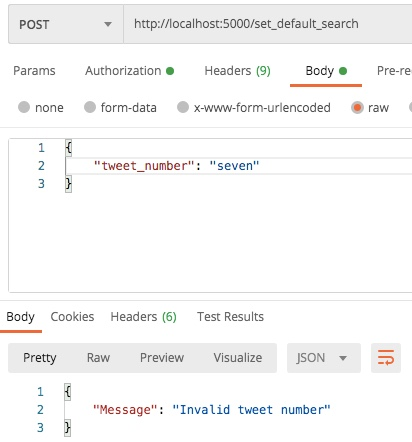 POST http://localhost:5000/set_default_search
Params Authorization Headers (9) Body Pre-re
none form-data x-www-form-urlencoded raw
1 {
2 "tweet_number": "seven"
3 }
Body Cookies Headers (6) Test Results
Pretty Raw Preview Visualize JSON
1 {
2 "Message": "Invalid tweet number"
3 }